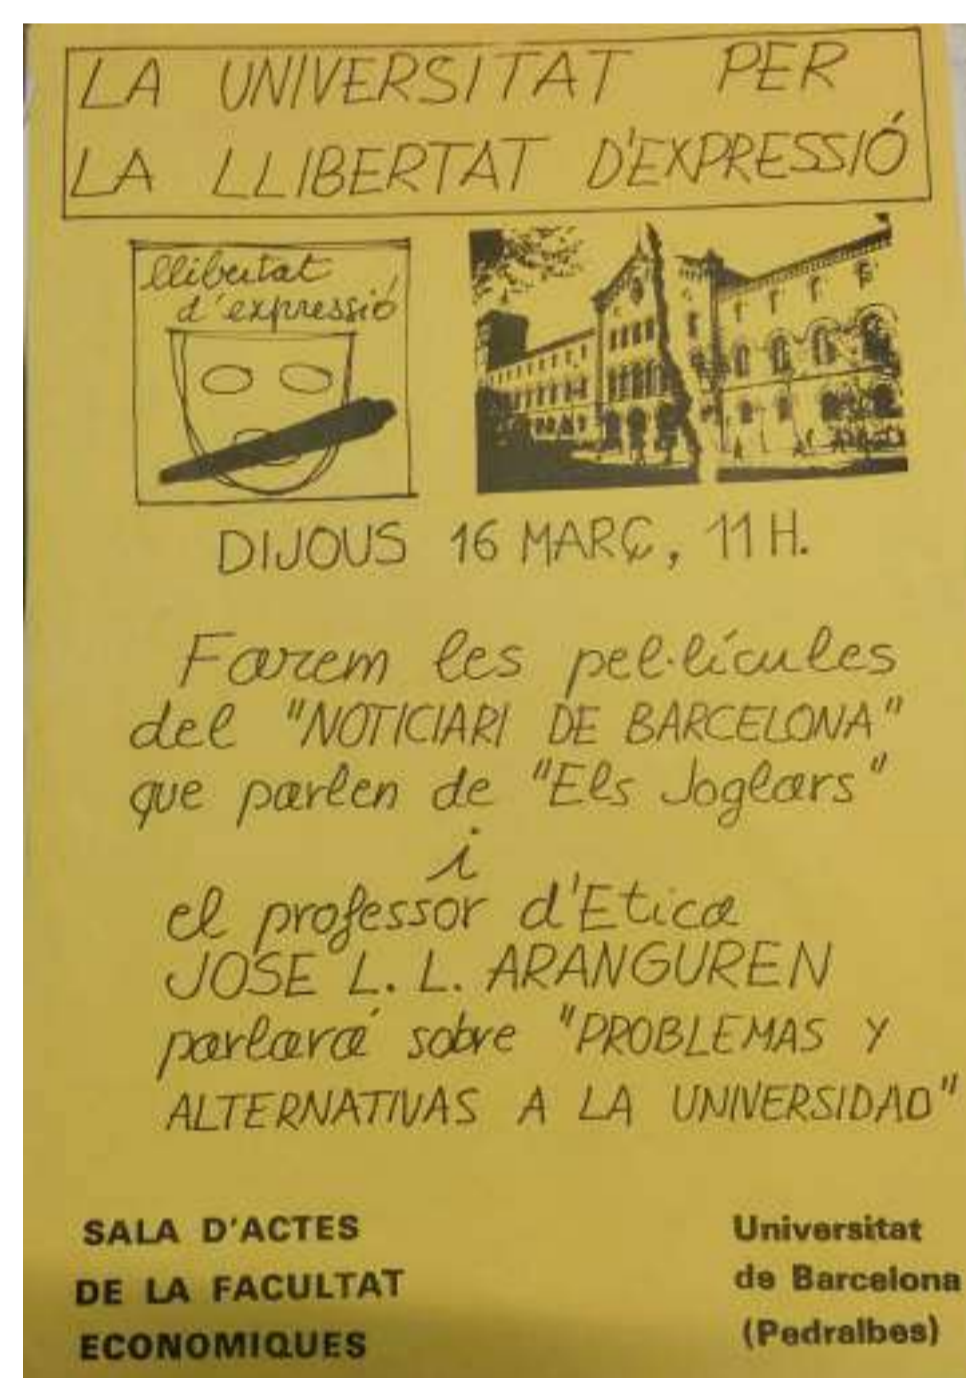 LA UNIVERSITAT PER
LA LLIBERTAT D'EXPRESSIÓ
llibertat
d'expressió
DIJOUS 16 MARÇ, 11 H.
Farem les pel·lícules
del "NOTICIARI DE BARCELONA"
que parlen de "Els Joglars"
i
el professor d'Etica
JOSE L. L. ARANGUREN
parlará sobre "PROBLEMAS Y
ALTERNATIVAS A LA UNIVERSIDAD"
SALA D'ACTES
DE LA FACULTAT
ECONOMIQUES
Universitat
de Barcelona
(Pedralbes)